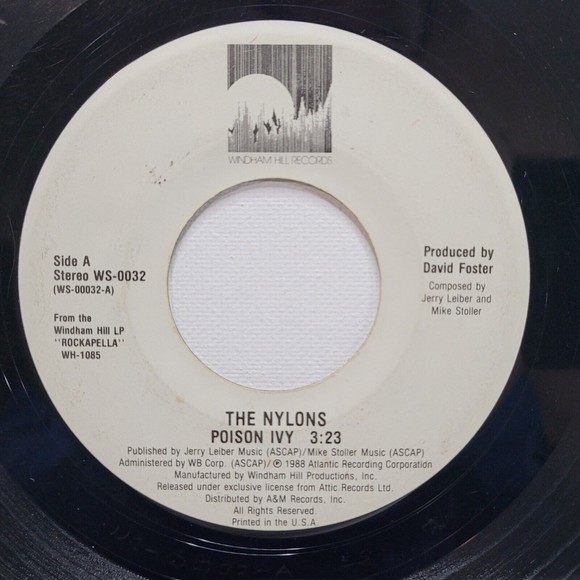 WINDHAM HILL RECORDS
Side A
Stereo WS-0032
(WS-00032-A)
From the
Windham Hill LP
"ROCKAPELLA"
WH-1085
Produced by
David Foster
Composed by
Jerry Leiber and
Mike Stoller
THE NYLONS
POISON IVY 3:23
Published by Jerry Leiber Music (ASCAP)/Mike Stoller Music (ASCAP)
Administered by WB Corp. (ASCAP)/℗ 1988 Atlantic Recording Corporation
Manufactured by Windham Hill Productions, Inc.
Released under exclusive license from Attic Records Ltd.
Distributed by A&M Records, Inc.
All Rights Reserved.
Printed in the U.S.A.